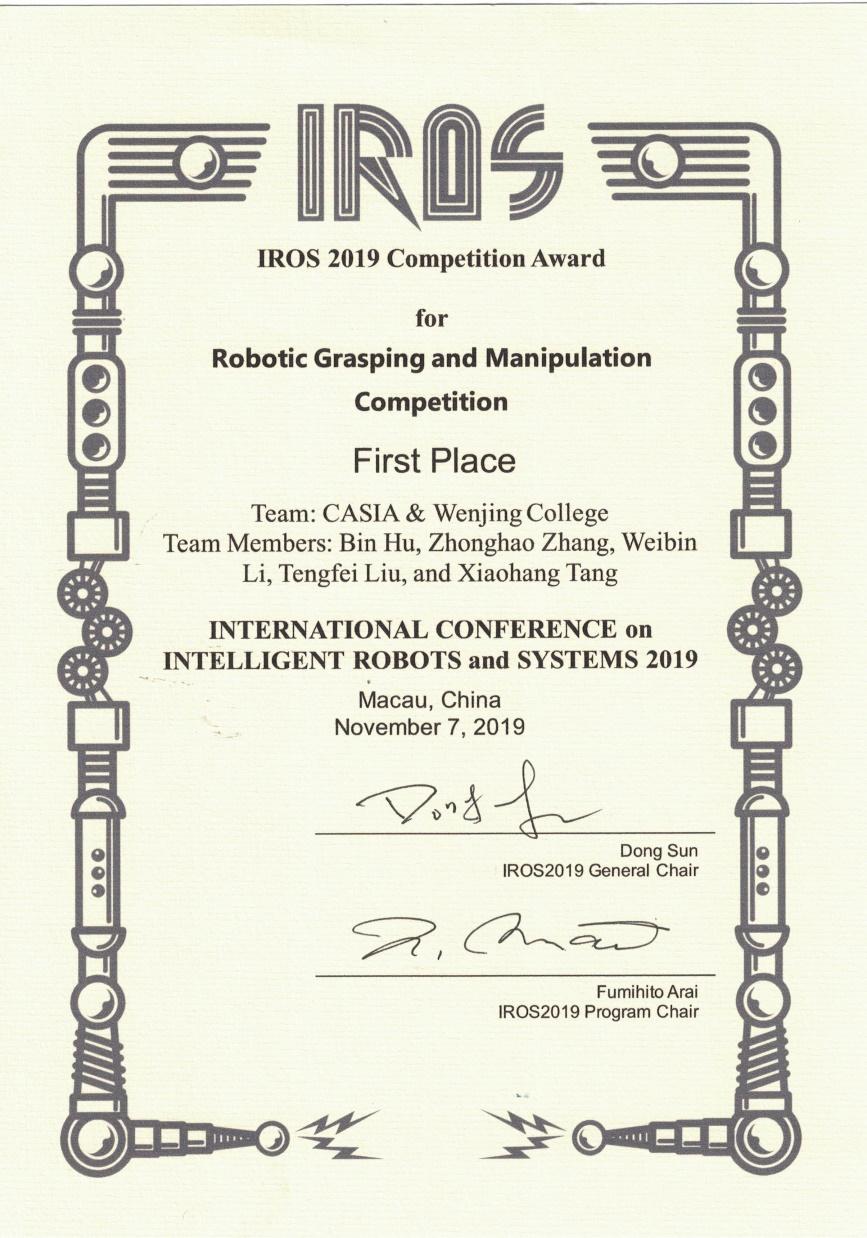 IROS
IROS 2019 Competition Award
for
Robotic Grasping and Manipulation
Competition
First Place
Team: CASIA & Wenjing College
Team Members: Bin Hu, Zhonghao Zhang, Weibin
Li, Tengfei Liu, and Xiaohang Tang
INTERNATIONAL CONFERENCE on
INTELLIGENT ROBOTS and SYSTEMS 2019
Macau, China
November 7, 2019
Dong Sun
IROS2019 General Chair
Fumihito Arai
IROS2019 Program Chair